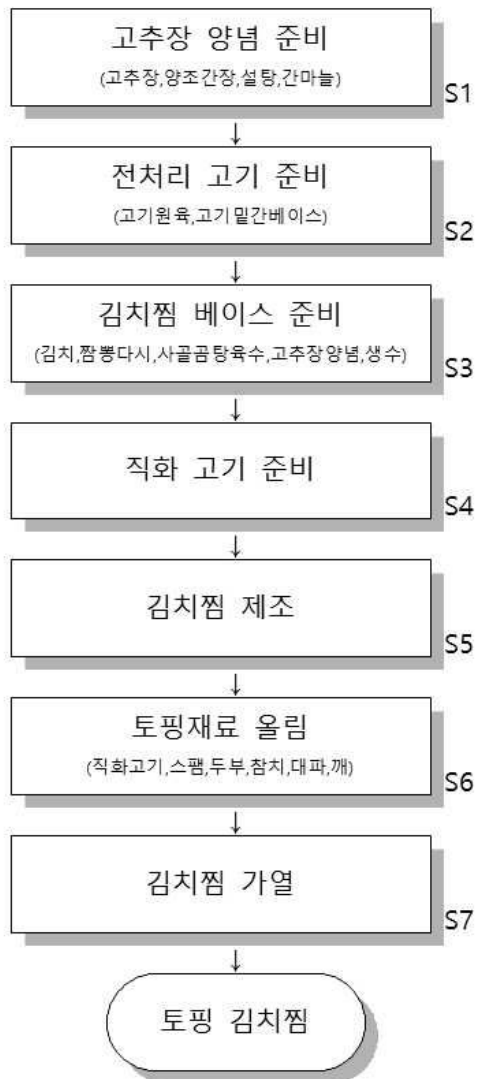 고추장 양념 준비
(고추장,양조간장,설탕,간마늘)
S1
↓
전처리 고기 준비
(고기원육,고기밑간베이스)
S2
↓
김치찜 베이스 준비
(김치,짬뽕다시,사골곰탕육수,고추장양념,생수)
S3
↓
직화 고기 준비
S4
↓
김치찜 제조
S5
↓
토핑재료 올림
(직화고기,스팸,두부,참치,대파,깨)
S6
↓
김치찜 가열
S7
↓
토핑 김치찜